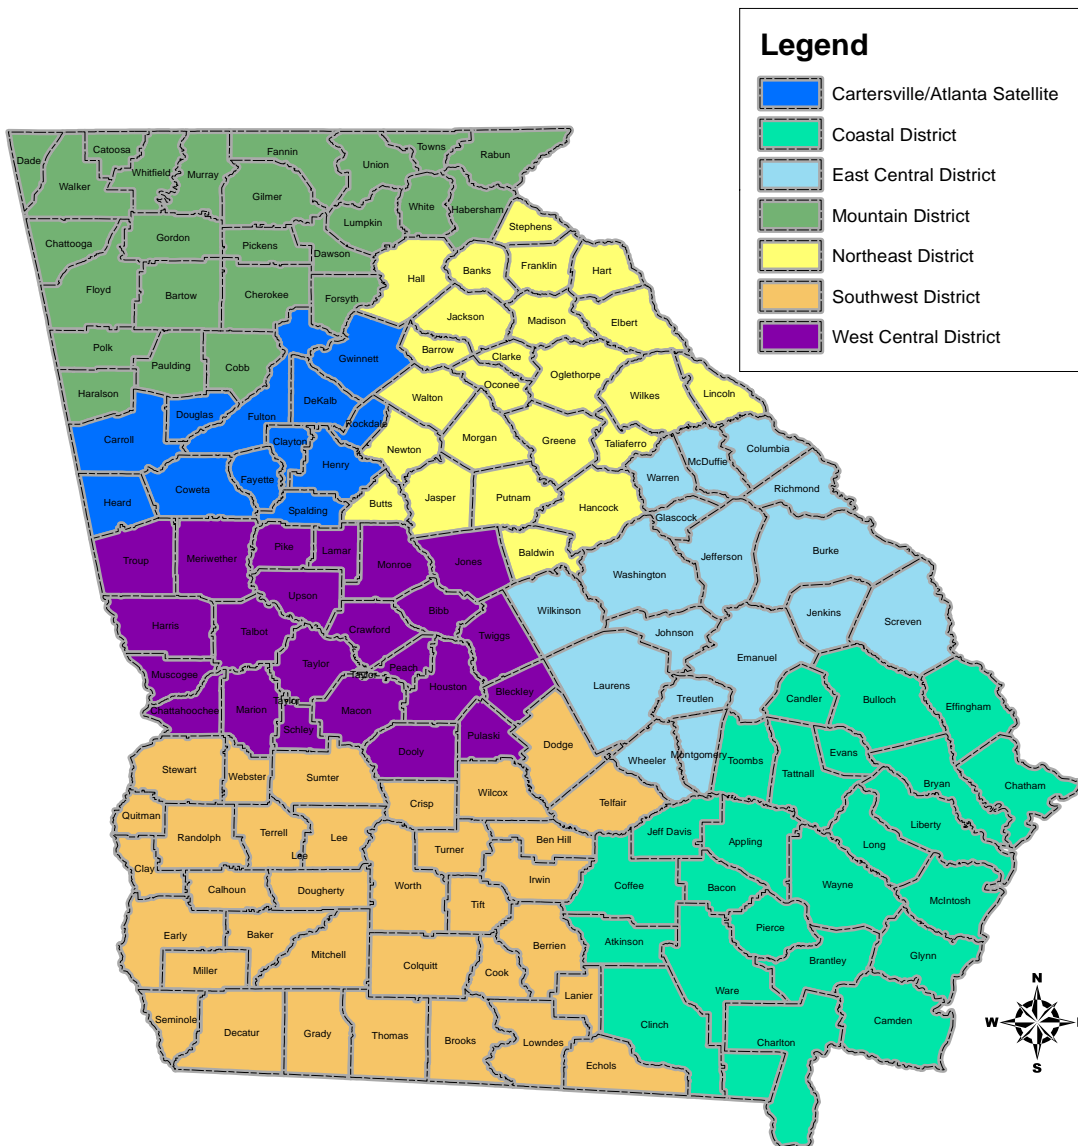 Legend
Cartersville/Atlanta Satellite
Coastal District
East Central District
Mountain District
Northeast District
Southwest District
West Central District
Dade
Catoosa
Whitfield
Murray
Fannin
Union
Towns
Rabun
Walker
Gilmer
White
Habersham
Lumpkin
Stephens
Chattooga
Gordon
Pickens
Dawson
Hall
Banks
Franklin
Hart
Floyd
Bartow
Cherokee
Forsyth
Jackson
Madison
Elbert
Polk
Paulding
Cobb
Gwinnett
Barrow
Clarke
Oconee
Oglethorpe
Wilkes
Lincoln
Haralson
Douglas
Fulton
DeKalb
Rockdale
Walton
Carroll
Clayton
Henry
Newton
Morgan
Greene
Taliaferro
Columbia
McDuffie
Warren
Richmond
Heard
Coweta
Fayette
Spalding
Butts
Jasper
Putnam
Hancock
Glascock
Troup
Meriwether
Pike
Lamar
Monroe
Jones
Baldwin
Washington
Jefferson
Burke
Upson
Bibb
Wilkinson
Jenkins
Screven
Harris
Talbot
Crawford
Twiggs
Johnson
Emanuel
Muscogee
Taylor
Taylor
Peach
Houston
Bleckley
Laurens
Treutlen
Candler
Bulloch
Effingham
Chattahoochee
Marion
Taylor
Schley
Macon
Dooly
Pulaski
Dodge
Wheeler
Montgomery
Toombs
Tattnall
Evans
Bryan
Chatham
Stewart
Webster
Sumter
Crisp
Wilcox
Telfair
Quitman
Randolph
Terrell
Lee
Lee
Turner
Ben Hill
Jeff Davis
Appling
Long
Liberty
Clay
Calhoun
Dougherty
Worth
Tift
Irwin
Coffee
Bacon
Wayne
McIntosh
Early
Baker
Mitchell
Miller
Colquitt
Cook
Berrien
Atkinson
Pierce
Brantley
Glynn
Lanier
Ware
Seminole
Decatur
Grady
Thomas
Brooks
Lowndes
Echols
Clinch
Charlton
Camden
N
W
S